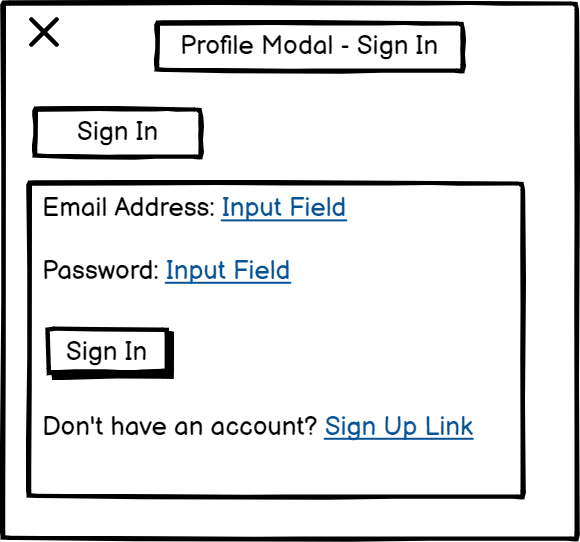 Profile Modal - Sign In
Sign In
Email Address: Input Field
Password: Input Field
Sign In
Don't have an account? Sign Up Link